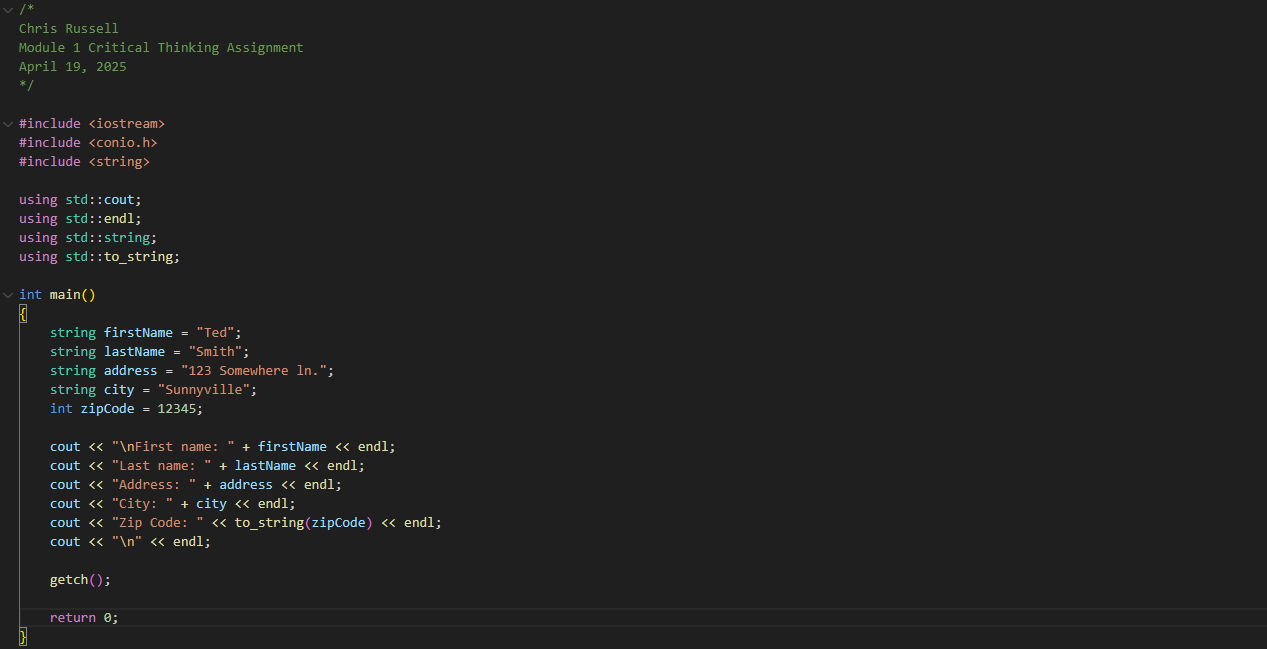 /*
Chris Russell
Module 1 Critical Thinking Assignment
April 19, 2025
*/
#include <iostream>
#include <conio.h>
#include <string>
using std::cout;
using std::endl;
using std::string;
using std::to_string;
int main()
{
string firstName = "Ted";
string lastName = "Smith";
string address = "123 Somewhere ln.";
string city = "Sunnyville";
int zipCode = 12345;
cout << "\nFirst name: " + firstName << endl;
cout << "Last name: " + lastName << endl;
cout << "Address: " + address << endl;
cout << "City: " + city << endl;
cout << "Zip Code: " << to_string(zipCode) << endl;
cout << "\n" << endl;
getch();
return 0;
}